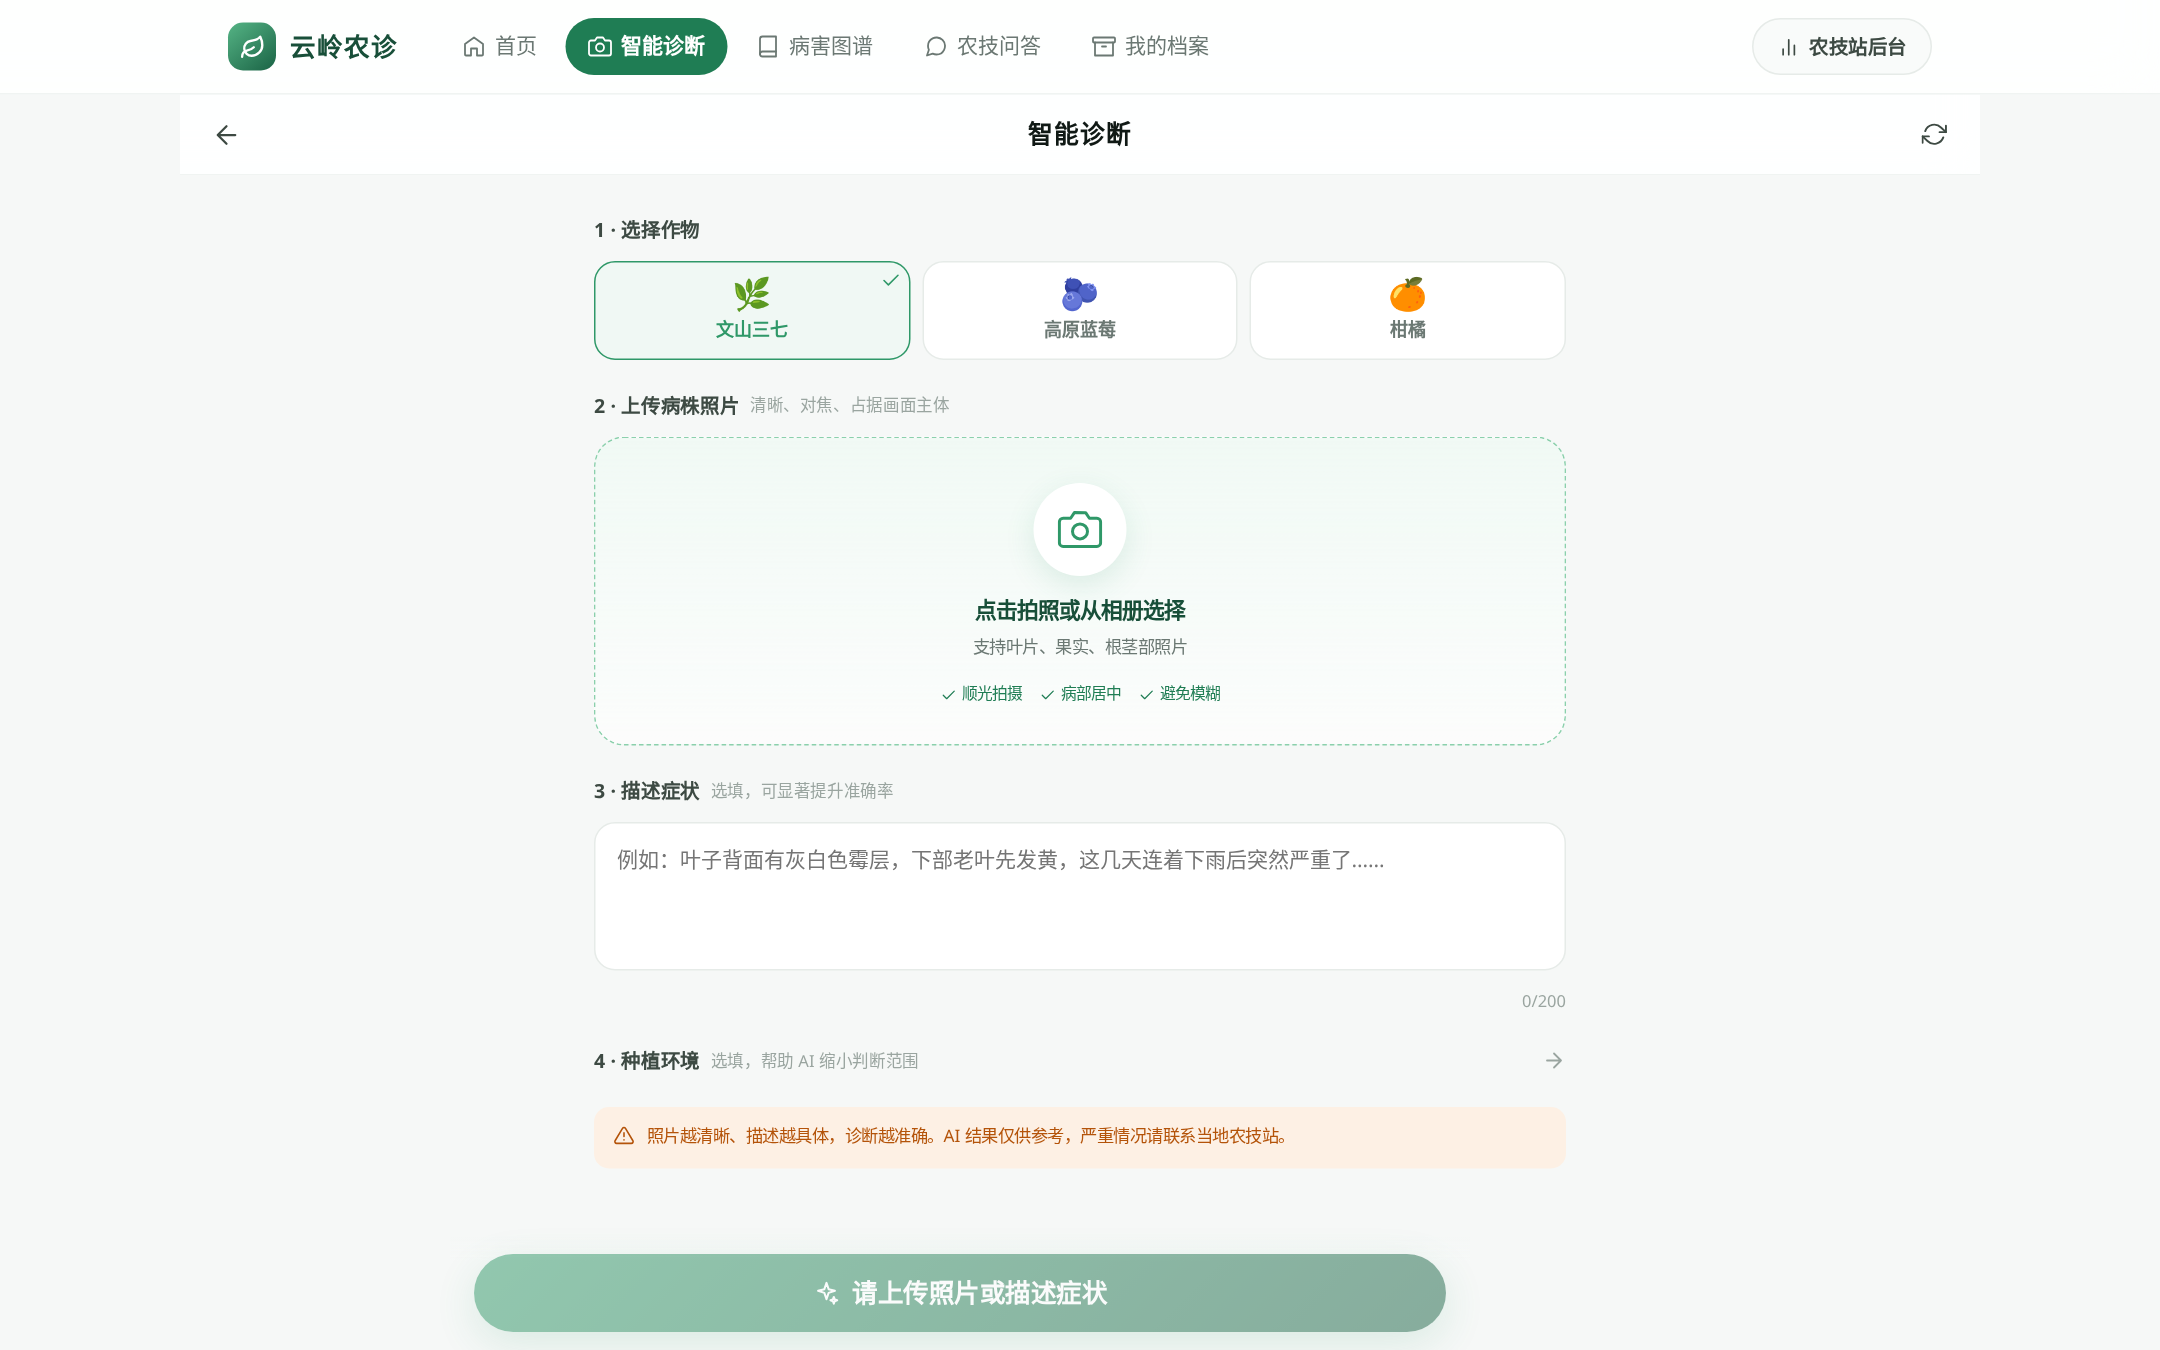 云岭农诊
首页
智能诊断
病害图谱
农技问答
我的档案
农技站后台
智能诊断
1 · 选择作物
文山三七
高原蓝莓
柑橘
2 · 上传病株照片 清晰、对焦、占据画面主体
点击拍照或从相册选择
支持叶片、果实、根茎部照片
顺光拍摄 病部居中 避免模糊
3 · 描述症状 选填，可显著提升准确率
例如：叶子背面有灰白色霉层，下部老叶先发黄，这几天连着下雨后突然严重了……
0/200
4 · 种植环境 选填，帮助 AI 缩小判断范围
照片越清晰、描述越具体，诊断越准确。AI 结果仅供参考，严重情况请联系当地农技站。
请上传照片或描述症状